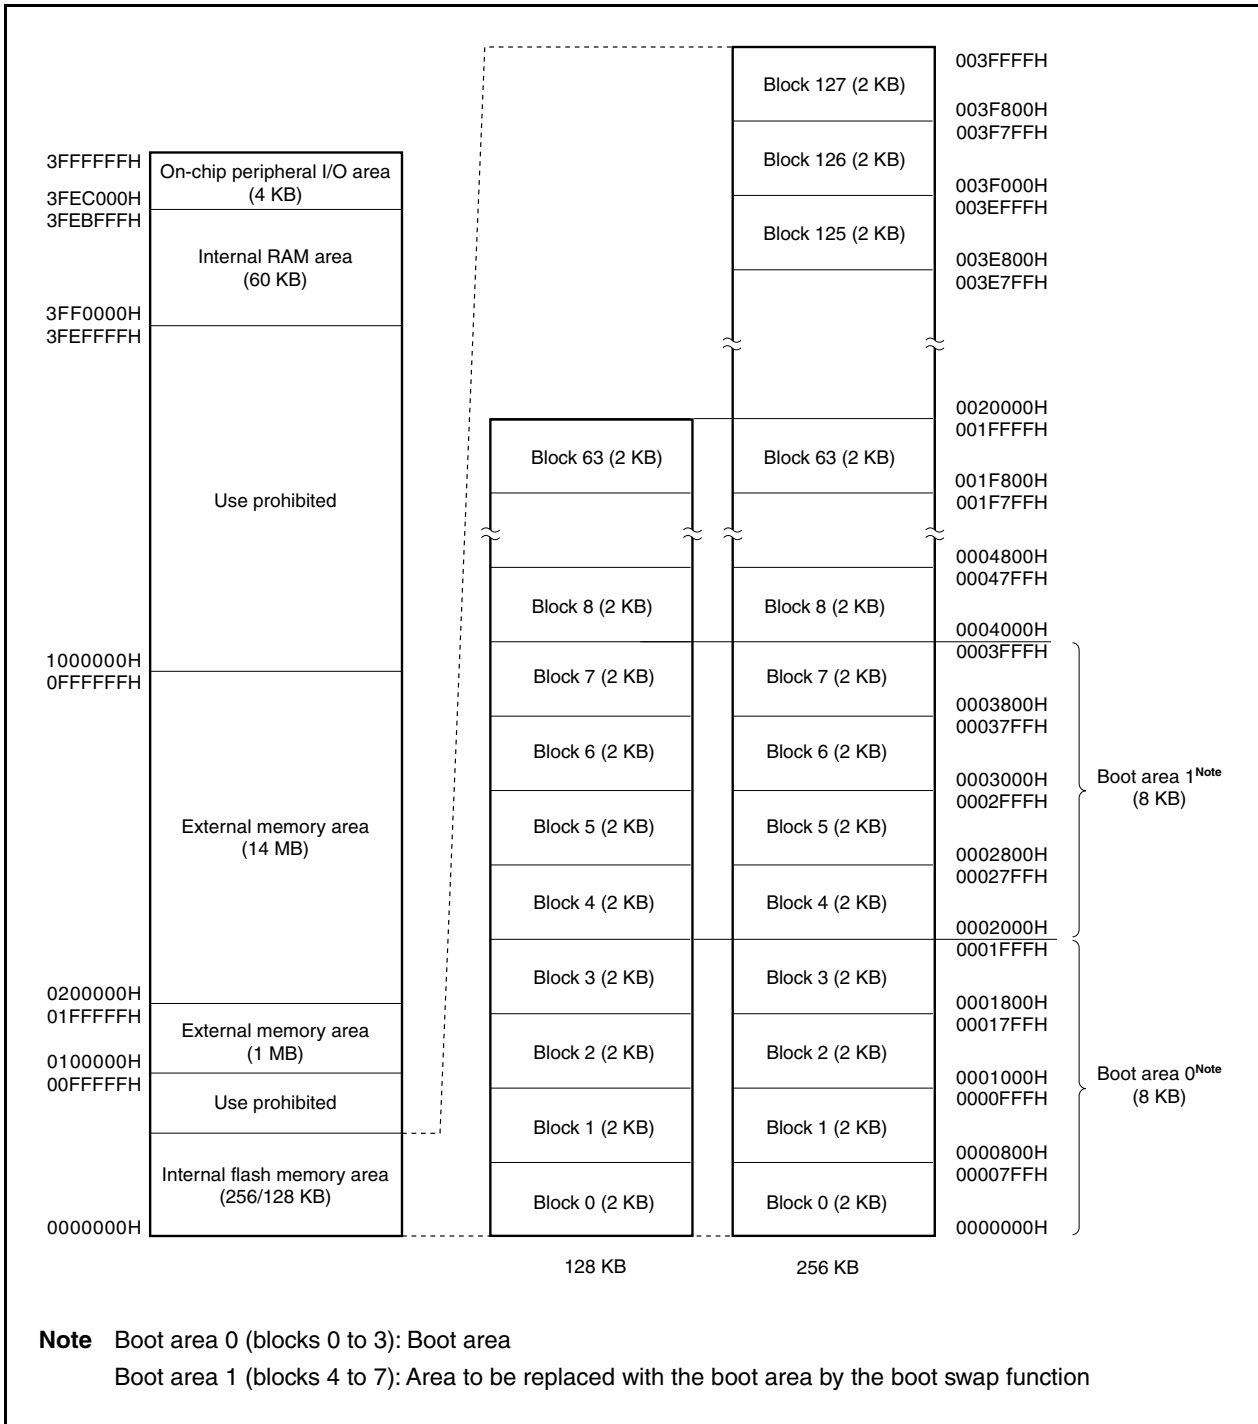 3FFFFFFH
On-chip peripheral I/O area
(4 KB)
3FEC000H
3FEBFFFH
Internal RAM area
(60 KB)
3FF0000H
3FEFFFFH
Use prohibited
1000000H
0FFFFFFH
External memory area
(14 MB)
0200000H
01FFFFFH
External memory area
(1 MB)
0100000H
00FFFFFH
Use prohibited
Internal flash memory area
(256/128 KB)
0000000H
Block 63 (2 KB)
Block 8 (2 KB)
Block 7 (2 KB)
Block 6 (2 KB)
Block 5 (2 KB)
Block 4 (2 KB)
Block 3 (2 KB)
Block 2 (2 KB)
Block 1 (2 KB)
Block 0 (2 KB)
128 KB
Block 127 (2 KB)
Block 126 (2 KB)
Block 125 (2 KB)
Block 63 (2 KB)
Block 8 (2 KB)
Block 7 (2 KB)
Block 6 (2 KB)
Block 5 (2 KB)
Block 4 (2 KB)
Block 3 (2 KB)
Block 2 (2 KB)
Block 1 (2 KB)
Block 0 (2 KB)
256 KB
003FFFFH
003F800H
003F7FFH
003F000H
003EFFFH
003E800H
003E7FFH
0020000H
001FFFFH
001F800H
001F7FFH
0004800H
00047FFH
0004000H
0003FFFH
0003800H
00037FFH
0003000H
0002FFFH
0002800H
00027FFH
0002000H
0001FFFH
0001800H
00017FFH
0001000H
0000FFFH
0000800H
00007FFH
0000000H
Boot area 1Note
(8 KB)
Boot area 0Note
(8 KB)
Note Boot area 0 (blocks 0 to 3): Boot area
Boot area 1 (blocks 4 to 7): Area to be replaced with the boot area by the boot swap function